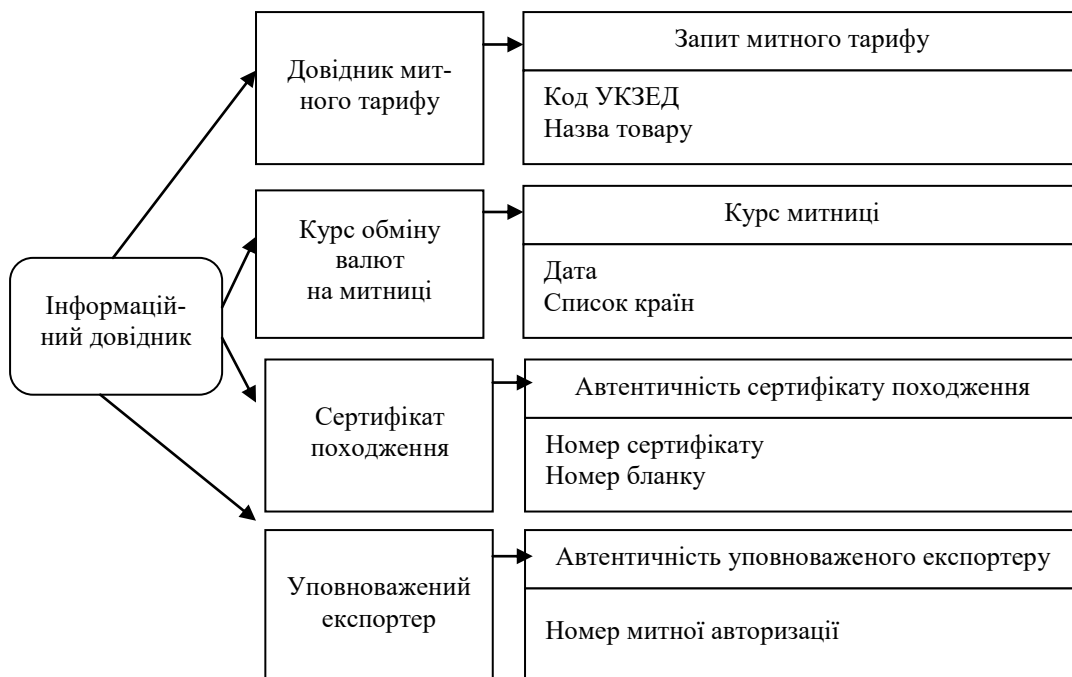 Інформацій-
ний довідник
Довідник мит-
ного тарифу
Запит митного тарифу
Код УКЗЕД
Назва товару
Курс обміну
валют
на митниці
Курс митниці
Дата
Список країн
Сертифікат
походження
Автентичність сертифікату походження
Номер сертифікату
Номер бланку
Уповноважений
експортер
Автентичність уповноваженого експортеру
Номер митної авторизації